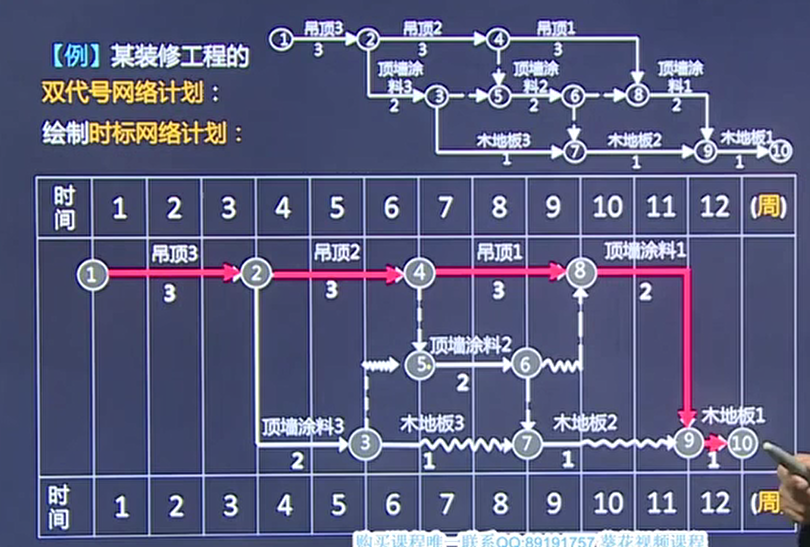 【例】某装修工程的
双代号网络计划：
绘制时标网络计划：
1 吊顶3 3 2 吊顶2 3 4 吊顶1 3
顶墙涂料3 2 3 5 顶墙涂料2 2 6 8 顶墙涂料1 2
木地板3 1 7 木地板2 1 9 木地板1 1 10
时间 1 2 3 4 5 6 7 8 9 10 11 12 (周)
1 吊顶3 3 2 吊顶2 3 4 吊顶1 3 8 顶墙涂料1 2
5 顶墙涂料2 2 6
顶墙涂料3 2 3 木地板3 1 7 木地板2 1 9 木地板1 1 10
时间 1 2 3 4 5 6 7 8 9 10 11 12 (周
购买课程唯一联系QQ:89191757,葵花视频课程